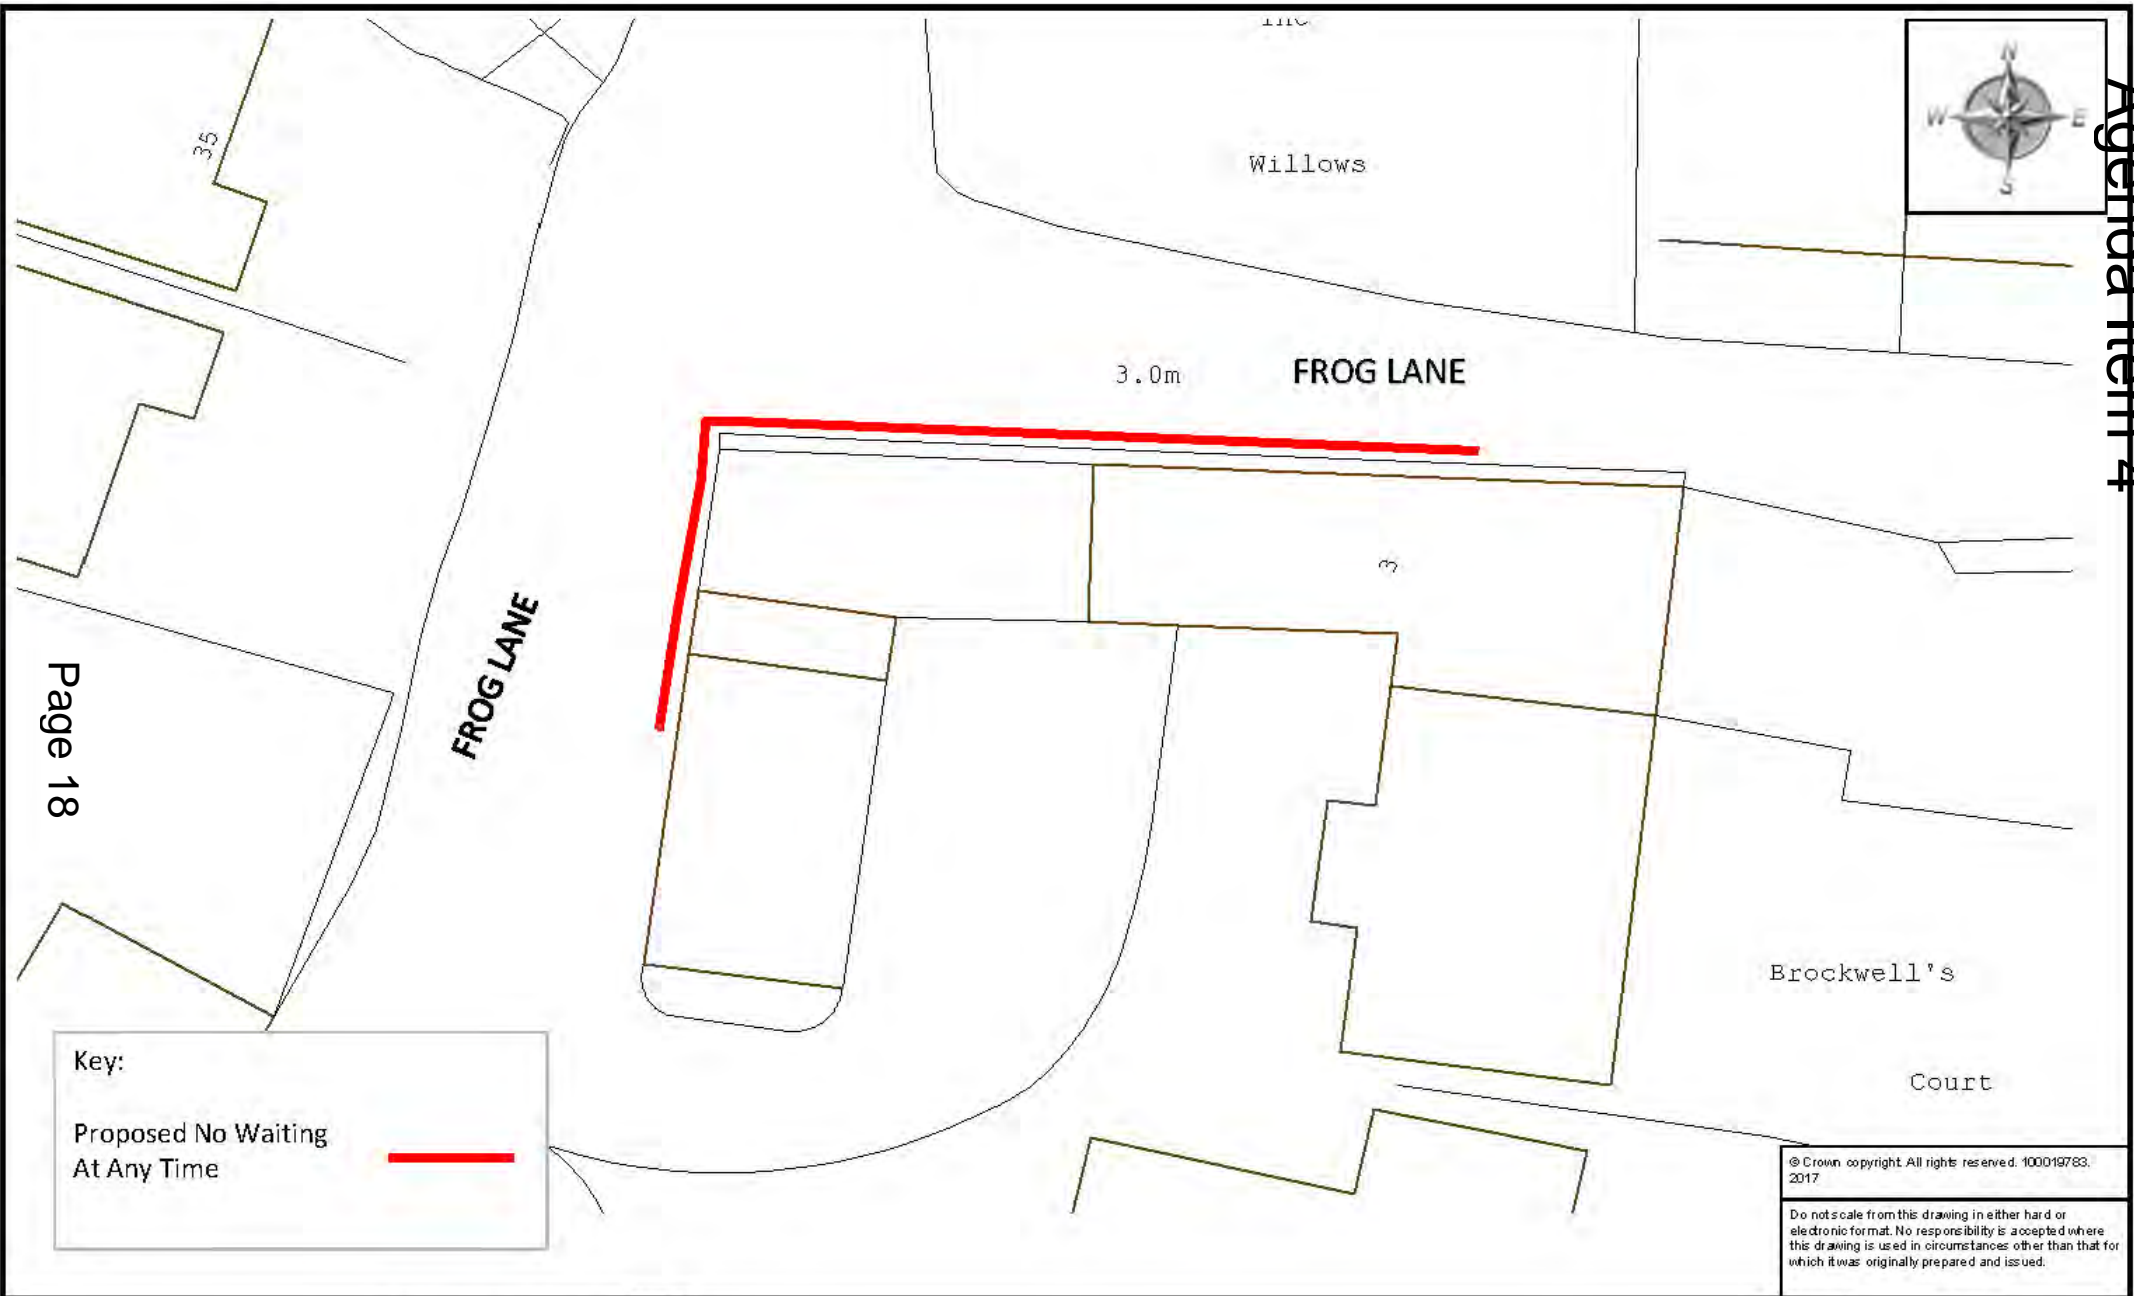 Agenda Item 4
N
W E
S
35
Willows
3.0m FROG LANE
3
FROG LANE
Page 18
Brockwell's
Court
Key:
Proposed No Waiting
At Any Time
© Crown copyright. All rights reserved. 100019783.
2017
Do not scale from this drawing in either hard or
electronic format. No responsibility is accepted where
this drawing is used in circumstances other than that for
which it was originally prepared and issued.